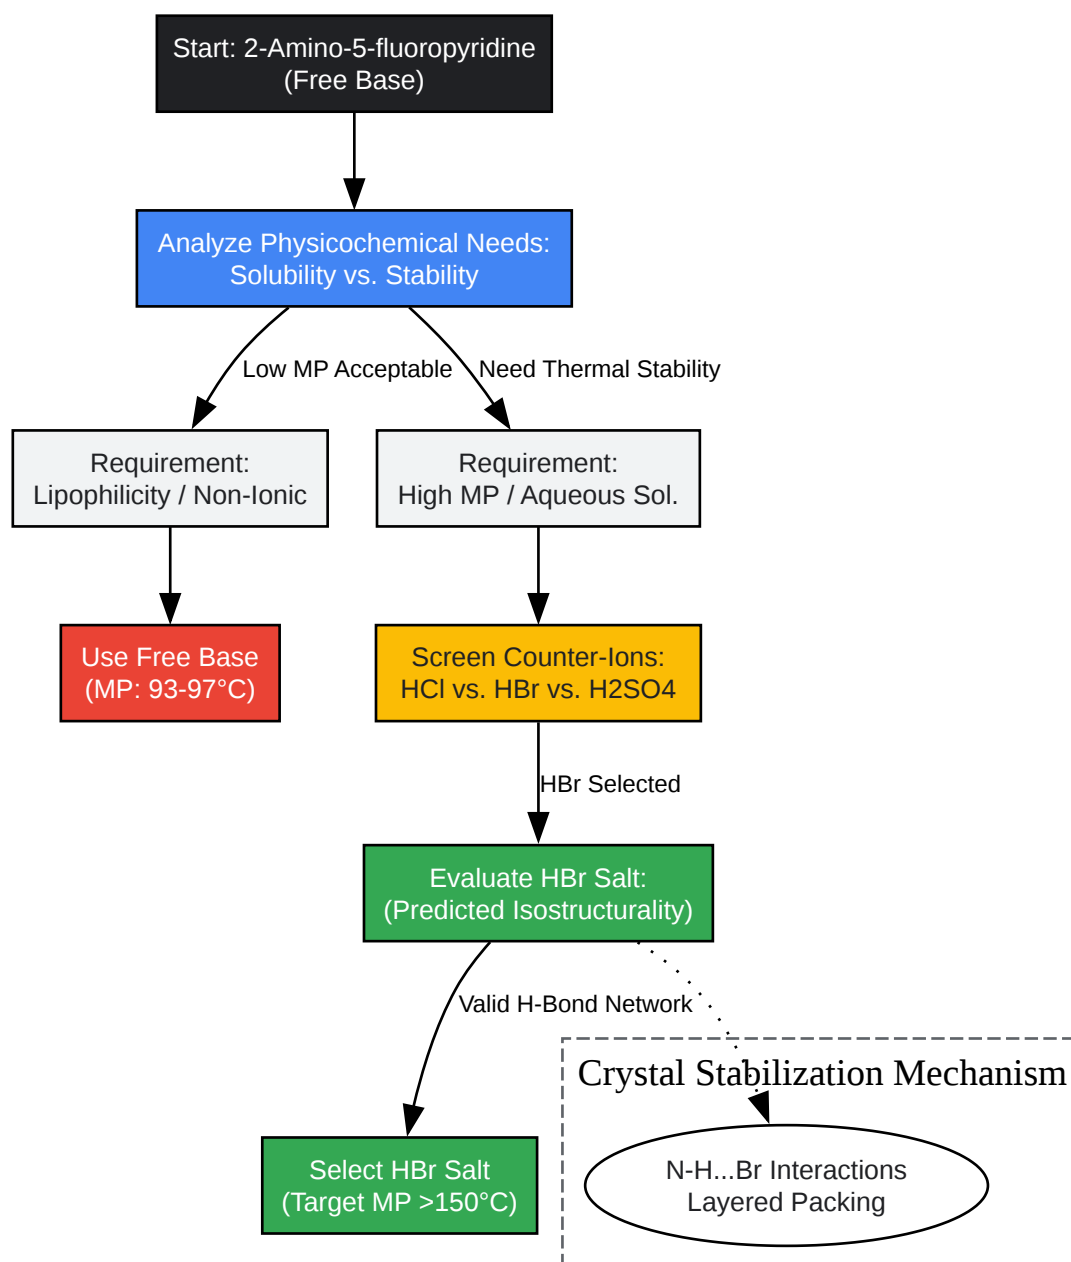 Start: 2-Amino-5-fluoropyridine
(Free Base)
Analyze Physicochemical Needs:
Solubility vs. Stability
Low MP Acceptable
Need Thermal Stability
Requirement:
Lipophilicity / Non-Ionic
Requirement:
High MP / Aqueous Sol.
Use Free Base
(MP: 93-97°C)
Screen Counter-Ions:
HCl vs. HBr vs. H2SO4
HBr Selected
Evaluate HBr Salt:
(Predicted Isostructurality)
Valid H-Bond Network
Crystal Stabilization Mechanism
Select HBr Salt
(Target MP >150°C)
N-H...Br Interactions
Layered Packing